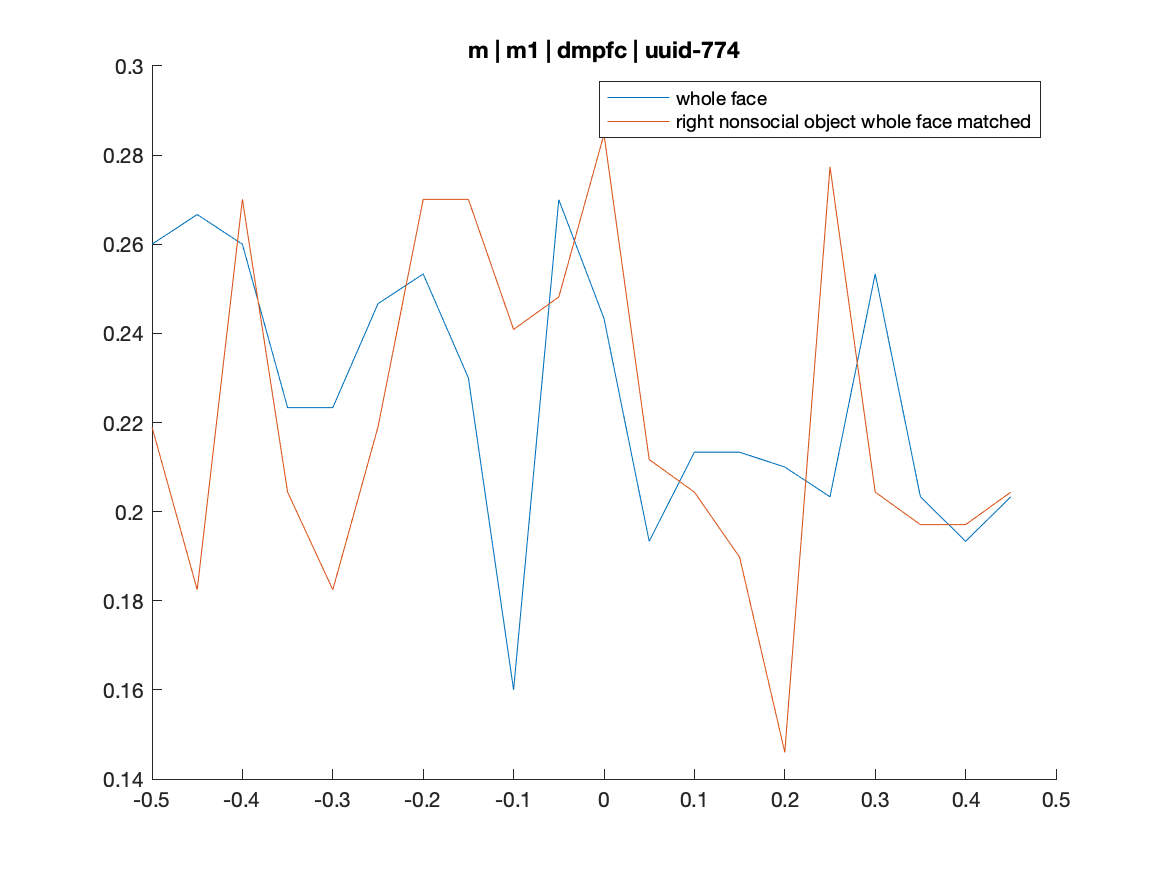 m | m1 | dmpfc | uuid-774
0.3
whole face
right nonsocial object whole face matched
0.28
0.26
0.24
0.22
0.2
0.18
0.16
0.14
-0.5 -0.4 -0.3 -0.2 -0.1 0 0.1 0.2 0.3 0.4 0.5